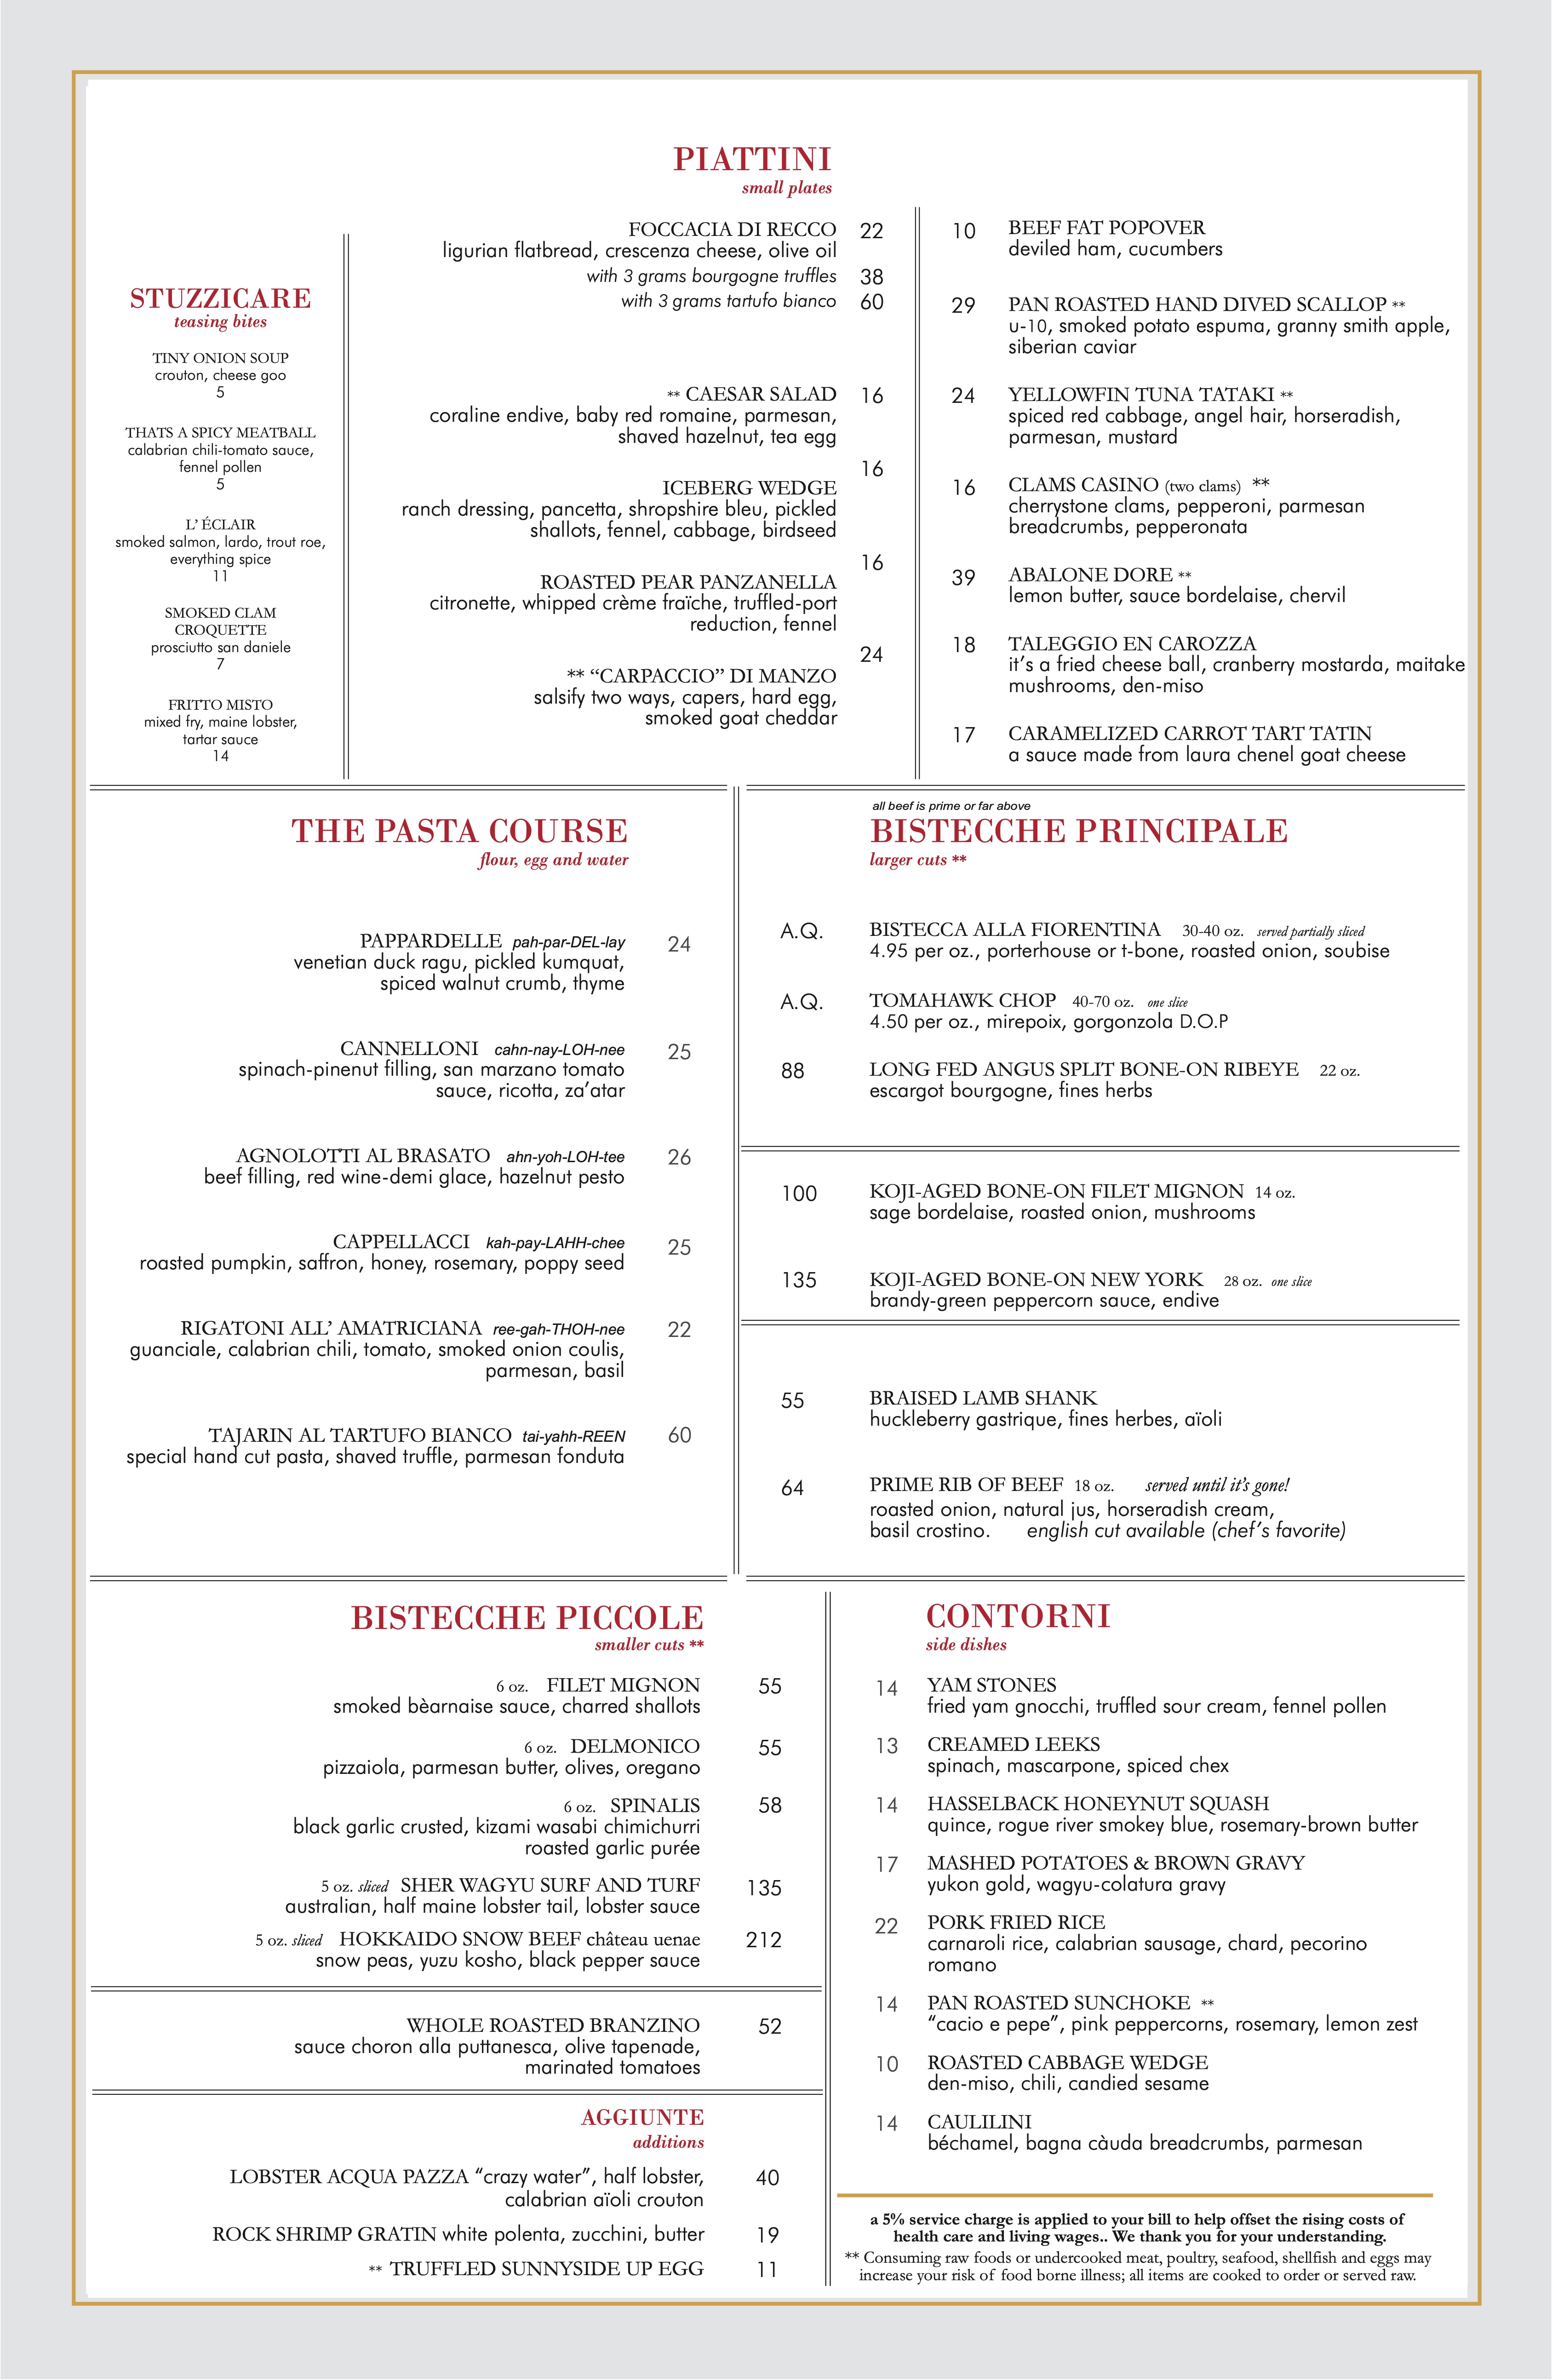 PIATTINI
small plates
STUZZICARE
teasing bites
TINY ONION SOUP
crouton, cheese goo
5
THATS A SPICY MEATBALL
calabrian chili-tomato sauce,
fennel pollen
5
L' ÉCLAIR
smoked salmon, lardo, trout roe,
everything spice
11
SMOKED CLAM
CROQUETTE
prosciutto san daniele
7
FRITTO MISTO
mixed fry, maine lobster,
tartar sauce
14
FOCCACIA DI RECCO 22
ligurian flatbread, crescenza cheese, olive oil
with 3 grams bourgogne truffles 38
with 3 grams tartufo bianco 60
** CAESAR SALAD 16
coraline endive, baby red romaine, parmesan,
shaved hazelnut, tea egg
16
ICEBERG WEDGE
ranch dressing, pancetta, shropshire bleu, pickled
shallots, fennel, cabbage, birdseed
16
ROASTED PEAR PANZANELLA
citronette, whipped crème fraïche, truffled-port
reduction, fennel
24
** “CARPACCIO” DI MANZO
salsify two ways, capers, hard egg,
smoked goat cheddar
10 BEEF FAT POPOVER
deviled ham, cucumbers
29 PAN ROASTED HAND DIVED SCALLOP **
u-10, smoked potato espuma, granny smith apple,
siberian caviar
24 YELLOWFIN TUNA TATAKI **
spiced red cabbage, angel hair, horseradish,
parmesan, mustard
16 CLAMS CASINO (two clams) **
cherrystone clams, pepperoni, parmesan
breadcrumbs, pepperonata
39 ABALONE DORE **
lemon butter, sauce bordelaise, chervil
18 TALEGGIO EN CAROZZA
it's a fried cheese ball, cranberry mostarda, maitake
mushrooms, den-miso
17 CARAMELIZED CARROT TART TATIN
a sauce made from laura chenel goat cheese
THE PASTA COURSE
flour, egg and water
PAPPARDELLE pah-par-DEL-lay 24
venetian duck ragu, pickled kumquat,
spiced walnut crumb, thyme
CANNELLONI cahn-nay-LOH-nee 25
spinach-pinenut filling, san marzano tomato
sauce, ricotta, za'atar
AGNOLOTTI AL BRASATO ahn-yoh-LOH-tee 26
beef filling, red wine-demi glace, hazelnut pesto
CAPPELLACCI kah-pay-LAHH-chee 25
roasted pumpkin, saffron, honey, rosemary, poppy seed
RIGATONI ALL' AMATRICIANA ree-gah-THOH-nee 22
guanciale, calabrian chili, tomato, smoked onion coulis,
parmesan, basil
TAJARIN AL TARTUFO BIANCO tai-yahh-REEN 60
special hand cut pasta, shaved truffle, parmesan fonduta
all beef is prime or far above
BISTECCHE PRINCIPALE
larger cuts **
A.Q. BISTECCA ALLA FIORENTINA 30-40 oz. served partially sliced
4.95 per oz., porterhouse or t-bone, roasted onion, soubise
A.Q. TOMAHAWK CHOP 40-70 oz. one slice
4.50 per oz., mirepoix, gorgonzola D.O.P
88 LONG FED ANGUS SPLIT BONE-ON RIBEYE 22 oz.
escargot bourgogne, fines herbs
100 KOJI-AGED BONE-ON FILET MIGNON 14 oz.
sage bordelaise, roasted onion, mushrooms
135 KOJI-AGED BONE-ON NEW YORK 28 oz. one slice
brandy-green peppercorn sauce, endive
55 BRAISED LAMB SHANK
huckleberry gastrique, fines herbes, aïoli
64 PRIME RIB OF BEEF 18 oz. served until it's gone!
roasted onion, natural jus, horseradish cream,
basil crostino. english cut available (chef's favorite)
BISTECCHE PICCOLE
smaller cuts **
6 oz. FILET MIGNON 55
smoked bèarnaise sauce, charred shallots
6 oz. DELMONICO 55
pizzaiola, parmesan butter, olives, oregano
6 oz. SPINALIS 58
black garlic crusted, kizami wasabi chimichurri
roasted garlic purée
5 oz. sliced SHER WAGYU SURF AND TURF 135
australian, half maine lobster tail, lobster sauce
5 oz. sliced HOKKAIDO SNOW BEEF château uenae 212
snow peas, yuzu kosho, black pepper sauce
WHOLE ROASTED BRANZINO 52
sauce choron alla puttanesca, olive tapenade,
marinated tomatoes
AGGIUNTE
additions
LOBSTER ACQUA PAZZA “crazy water”, half lobster, 40
calabrian aïoli crouton
ROCK SHRIMP GRATIN white polenta, zucchini, butter 19
** TRUFFLED SUNNYSIDE UP EGG 11
CONTORNI
side dishes
14 YAM STONES
fried yam gnocchi, truffled sour cream, fennel pollen
13 CREAMED LEEKS
spinach, mascarpone, spiced chex
14 HASSELBACK HONEYNUT SQUASH
quince, rogue river smokey blue, rosemary-brown butter
17 MASHED POTATOES & BROWN GRAVY
yukon gold, wagyu-colatura gravy
22 PORK FRIED RICE
carnaroli rice, calabrian sausage, chard, pecorino
romano
14 PAN ROASTED SUNCHOKE **
“cacio e pepe”, pink peppercorns, rosemary, lemon zest
10 ROASTED CABBAGE WEDGE
den-miso, chili, candied sesame
14 CAULILINI
béchamel, bagna càuda breadcrumbs, parmesan
a 5% service charge is applied to your bill to help offset the rising costs of
health care and living wages.. We thank you for your understanding.
** Consuming raw foods or undercooked meat, poultry, seafood, shellfish and eggs may
increase your risk of food borne illness; all items are cooked to order or served raw.